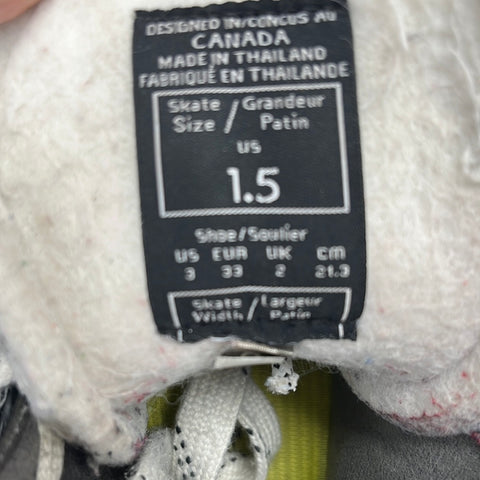 DESIGNED IN/CONÇUS AU
CANADA
MADE IN THAILAND
FABRIQUÉ EN THAILANDE
Skate / Grandeur
Size / Patin
US
1.5
Shoe/Soulier
US EUR UK cm
3 33 2 21.3
Skate / Largeur
Width / Patin